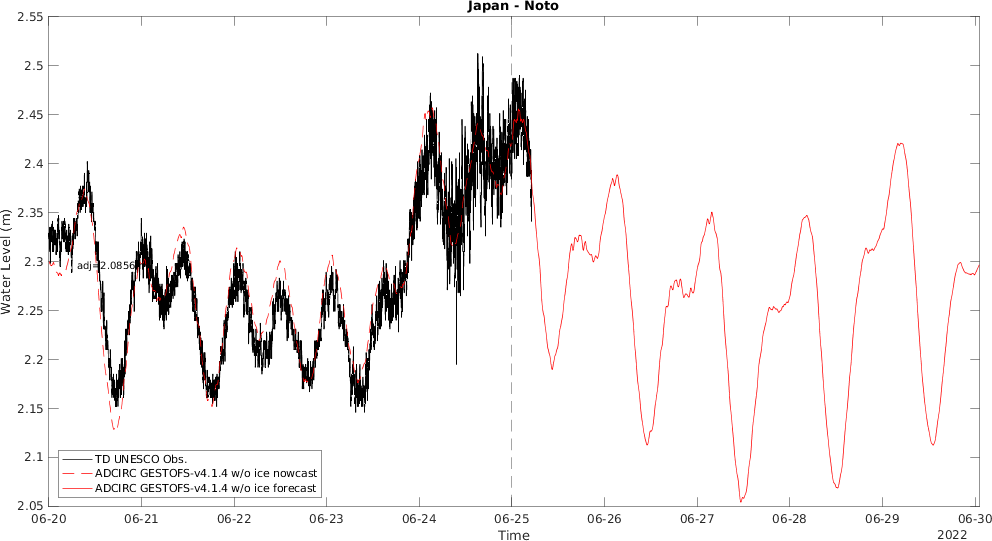 Japan - Noto
2.55
2.5
2.45
2.4
2.35
2.3
2.25
2.2
2.15
2.1
2.05
Water Level (m)
adj=2.0856
TD UNESCO Obs.
ADCIRC GESTOFS-v4.1.4 w/o ice nowcast
ADCIRC GESTOFS-v4.1.4 w/o ice forecast
06-20 06-21 06-22 06-23 06-24 06-25 06-26 06-27 06-28 06-29 06-30
Time
2022